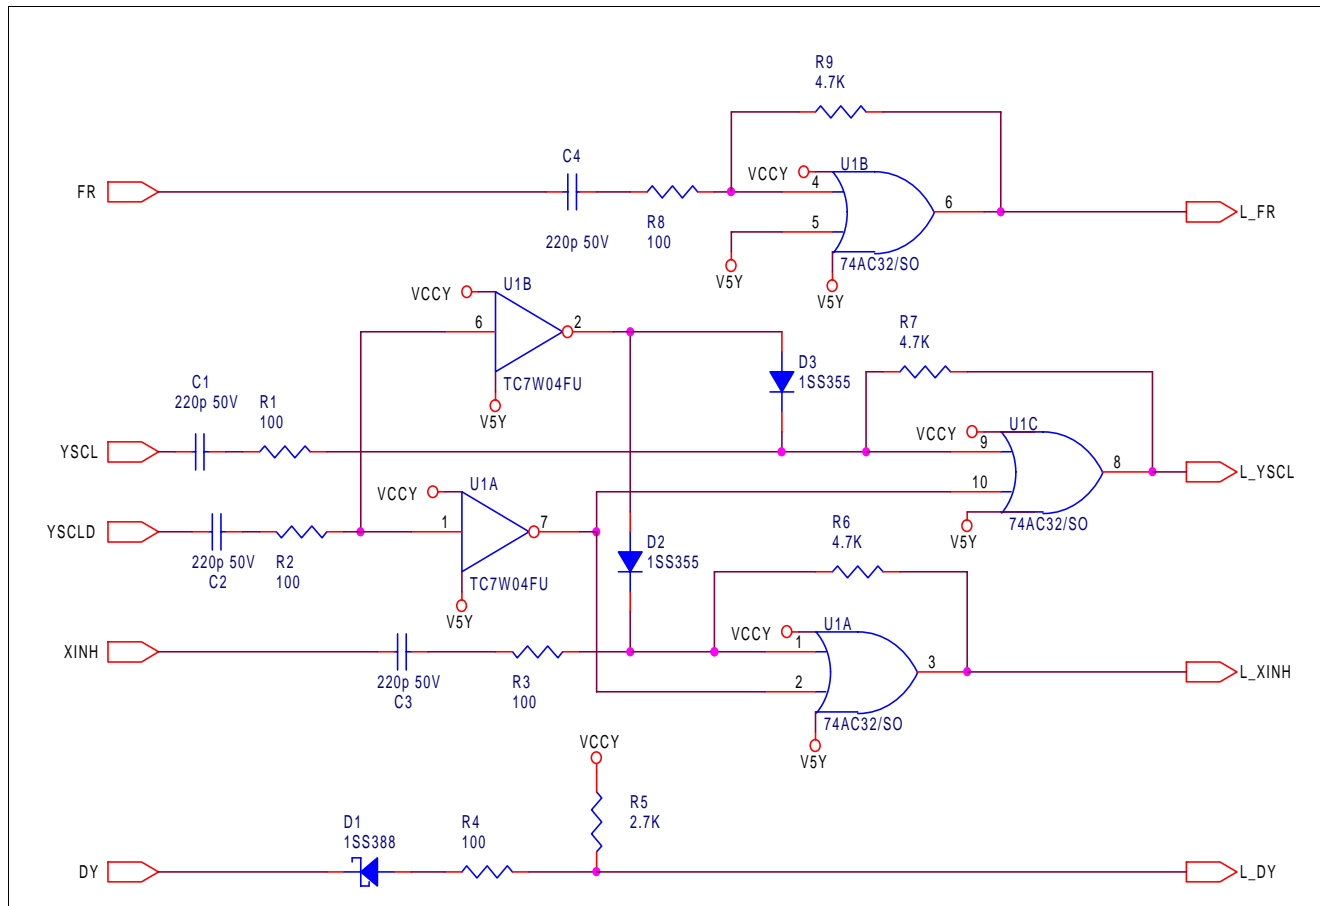 R9
4.7K
C4
VCCY
U1B
FR
4
6
L_FR
R8
5
220p 50V
100
74AC32/SO
V5Y
V5Y
U1B
VCCY
6
2
R7
4.7K
D3
1SS355
C1
TC7W04FU
220p 50V
R1
100
V5Y
U1C
VCCY
9
YSCL
8
L_YSCL
U1A
VCCY
10
1
7
YSCLD
R6
4.7K
74AC32/SO
V5Y
D2
1SS355
220p 50V
R2
C2
100
TC7W04FU
V5Y
U1A
VCCY
1
XINH
3
L_XINH
220p 50V
R3
2
C3
100
74AC32/SO
V5Y
VCCY
R5
2.7K
D1
R4
1SS388
100
DY
L_DY